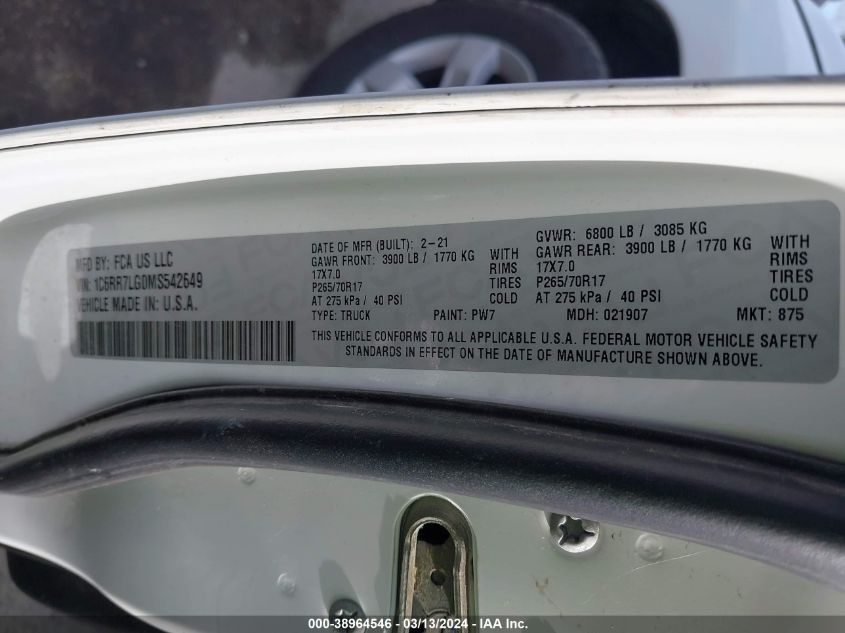 MFD BY: FCA US LLC
VIN: 1C6RR7LG0MS542649
VEHICLE MADE IN: U.S.A.
DATE OF MFR (BUILT): 2-21
GAWR FRONT: 3900 LB / 1770 KG WITH
17X7.0 RIMS
P265/70R17 TIRES
AT 275 kPa / 40 PSI COLD
TYPE: TRUCK PAINT: PW7
GVWR: 6800 LB / 3085 KG
GAWR REAR: 3900 LB / 1770 KG WITH
17X7.0 RIMS
P265/70R17 TIRES
AT 275 kPa / 40 PSI COLD
MDH: 021907 MKT: 875
THIS VEHICLE CONFORMS TO ALL APPLICABLE U.S.A. FEDERAL MOTOR VEHICLE SAFETY
STANDARDS IN EFFECT ON THE DATE OF MANUFACTURE SHOWN ABOVE.
000-38964546 - 03/13/2024 - IAA Inc.